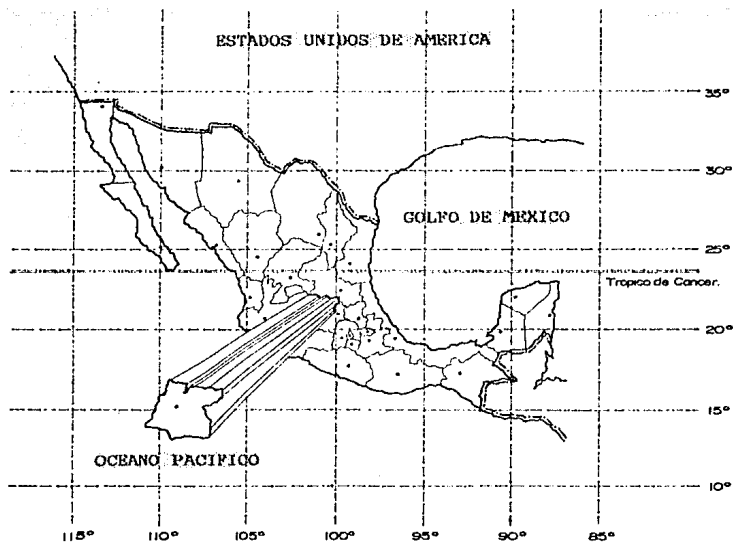 ESTADOS UNIDOS DE AMERICA
35°
30°
GOLFO DE MEXICO
25°
Tropico de Cancer.
20°
15°
OCEANO PACIFICO
10°
115° 110° 105° 100° 95° 90° 85°